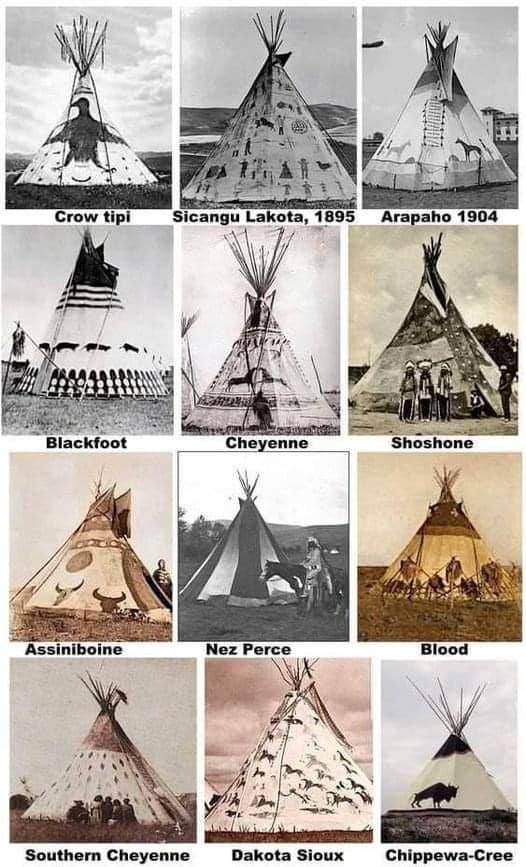 Crow tipi
Sicangu Lakota, 1895
Arapaho 1904
Blackfoot
Cheyenne
Shoshone
Assiniboine
Nez Perce
Blood
Southern Cheyenne
Dakota Sioux
Chippewa-Cree